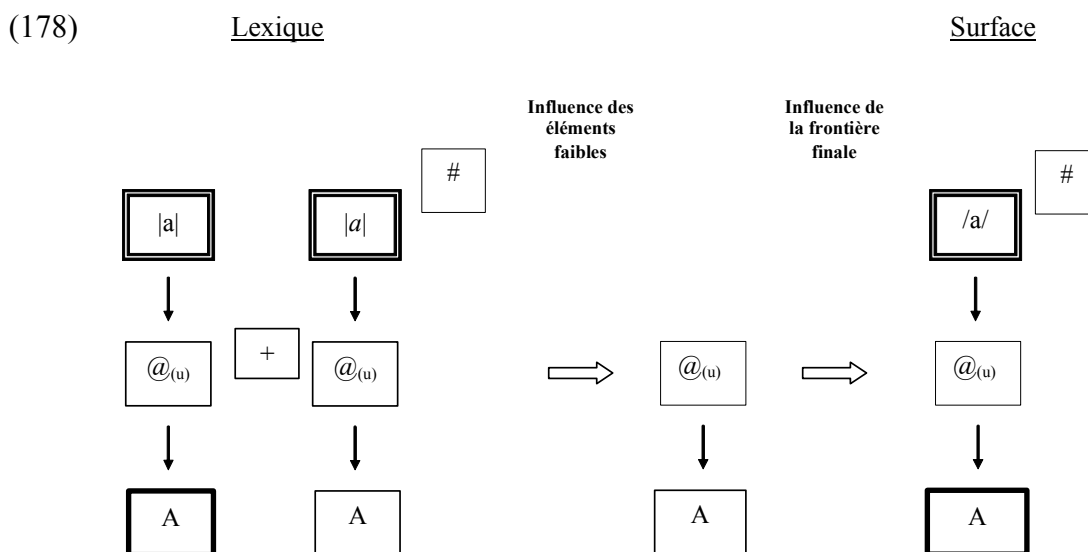 (178) Lexique Surface
Influence des
éléments
faibles
Influence de
la frontière
finale
# #
|a| |a| /a/
@(u) + @(u) @(u) @(u)
A A A A